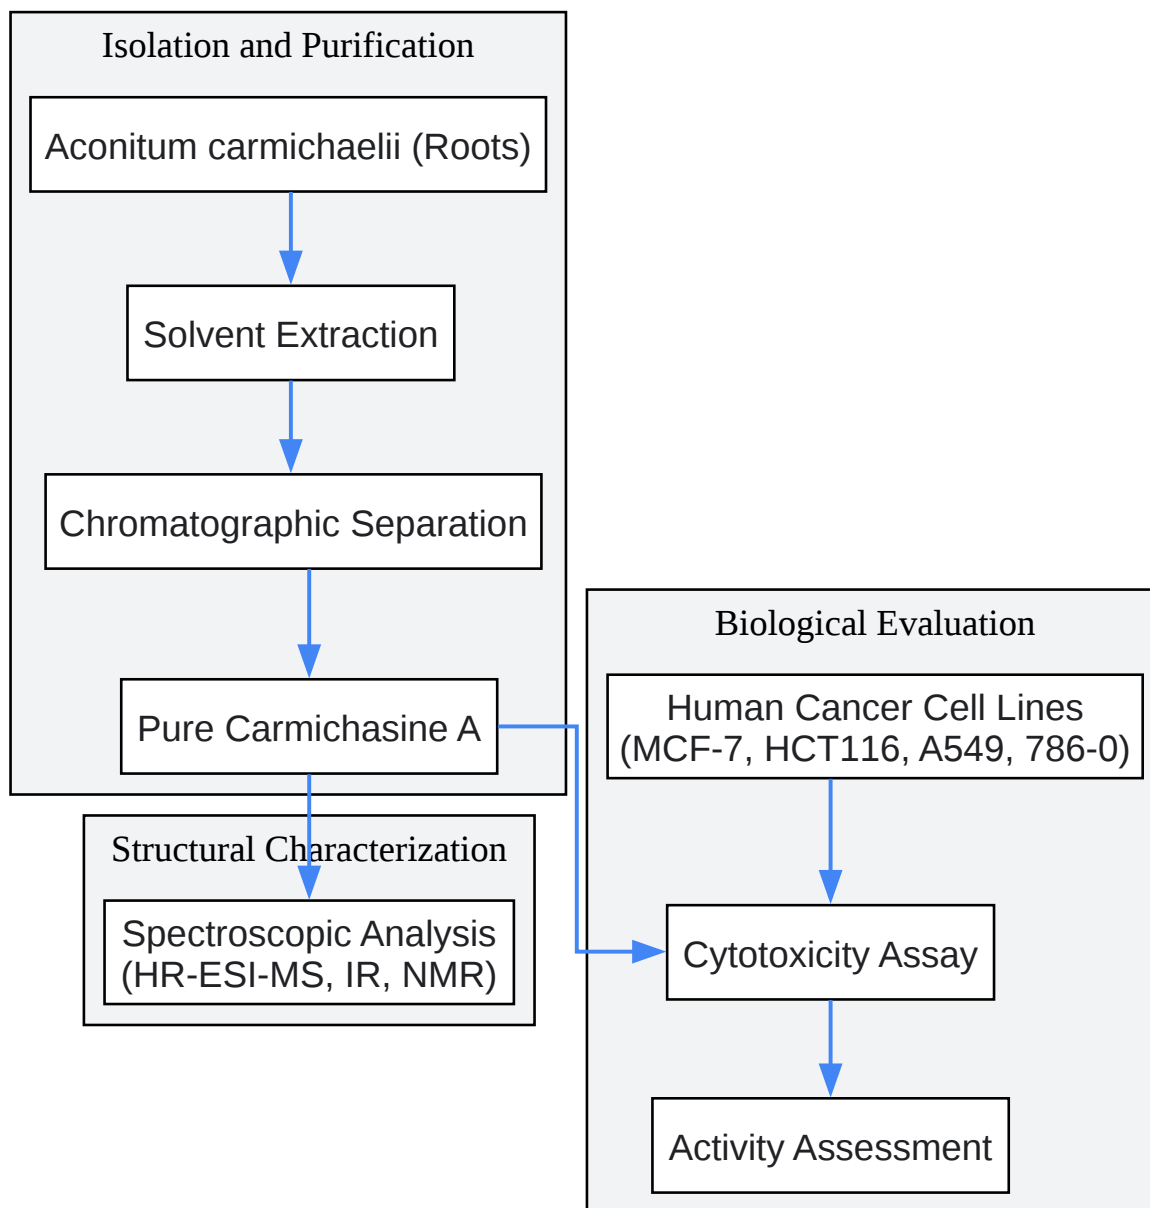 Isolation and Purification
Aconitum carmichaelii (Roots)
Solvent Extraction
Chromatographic Separation
Pure Carmichasine A
Structural Characterization
Spectroscopic Analysis
(HR-ESI-MS, IR, NMR)
Biological Evaluation
Human Cancer Cell Lines
(MCF-7, HCT116, A549, 786-0)
Cytotoxicity Assay
Activity Assessment